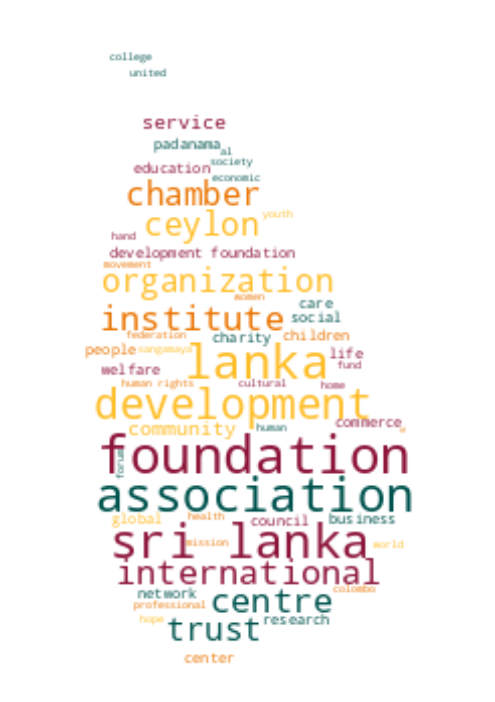 college
united
service
padanama
al
education society
economic
chamber
ceylon youth
hand
development foundation
movement
organization
women
care
institute social
federation charity children
people sangamaya lanka life
fund
welfare
human rights cultural home
development
commerce
community human
foundation
forum
association
global health council business
sri lanka
mission world
international
colombo
network centre
professional
hope trust research
center